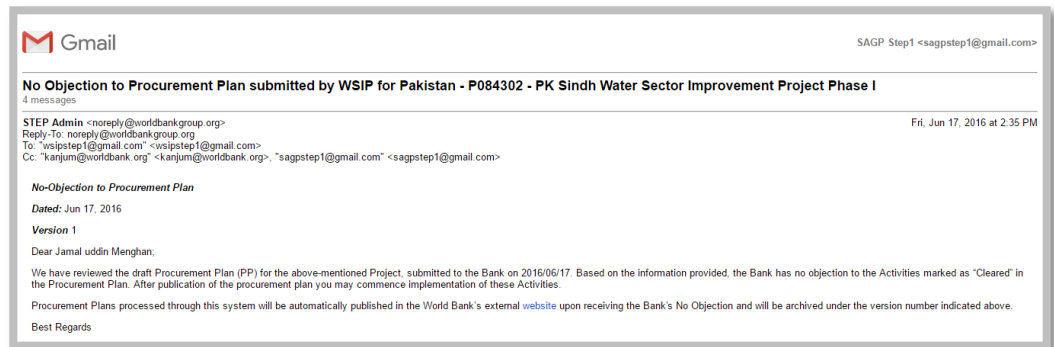 Gmail
SAGP Step1 <sagpstep1@gmail.com>
No Objection to Procurement Plan submitted by WSIP for Pakistan - P084302 - PK Sindh Water Sector Improvement Project Phase I
4 messages
STEP Admin <noreply@worldbankgroup.org>
Fri, Jun 17, 2016 at 2:35 PM
Reply-To: noreply@worldbankgroup.org
To: "wsipstep1@gmail.com" <wsipstep1@gmail.com>
Cc: "kanjum@worldbank.org" <kanjum@worldbank.org>, "sagpstep1@gmail.com" <sagpstep1@gmail.com>
No-Objection to Procurement Plan
Dated: Jun 17, 2016
Version 1
Dear Jamal uddin Menghan;
We have reviewed the draft Procurement Plan (PP) for the above-mentioned Project, submitted to the Bank on 2016/06/17. Based on the information provided, the Bank has no objection to the Activities marked as "Cleared" in
the Procurement Plan. After publication of the procurement plan you may commence implementation of these Activities.
Procurement Plans processed through this system will be automatically published in the World Bank's external website upon receiving the Bank's No Objection and will be archived under the version number indicated above.
Best Regards